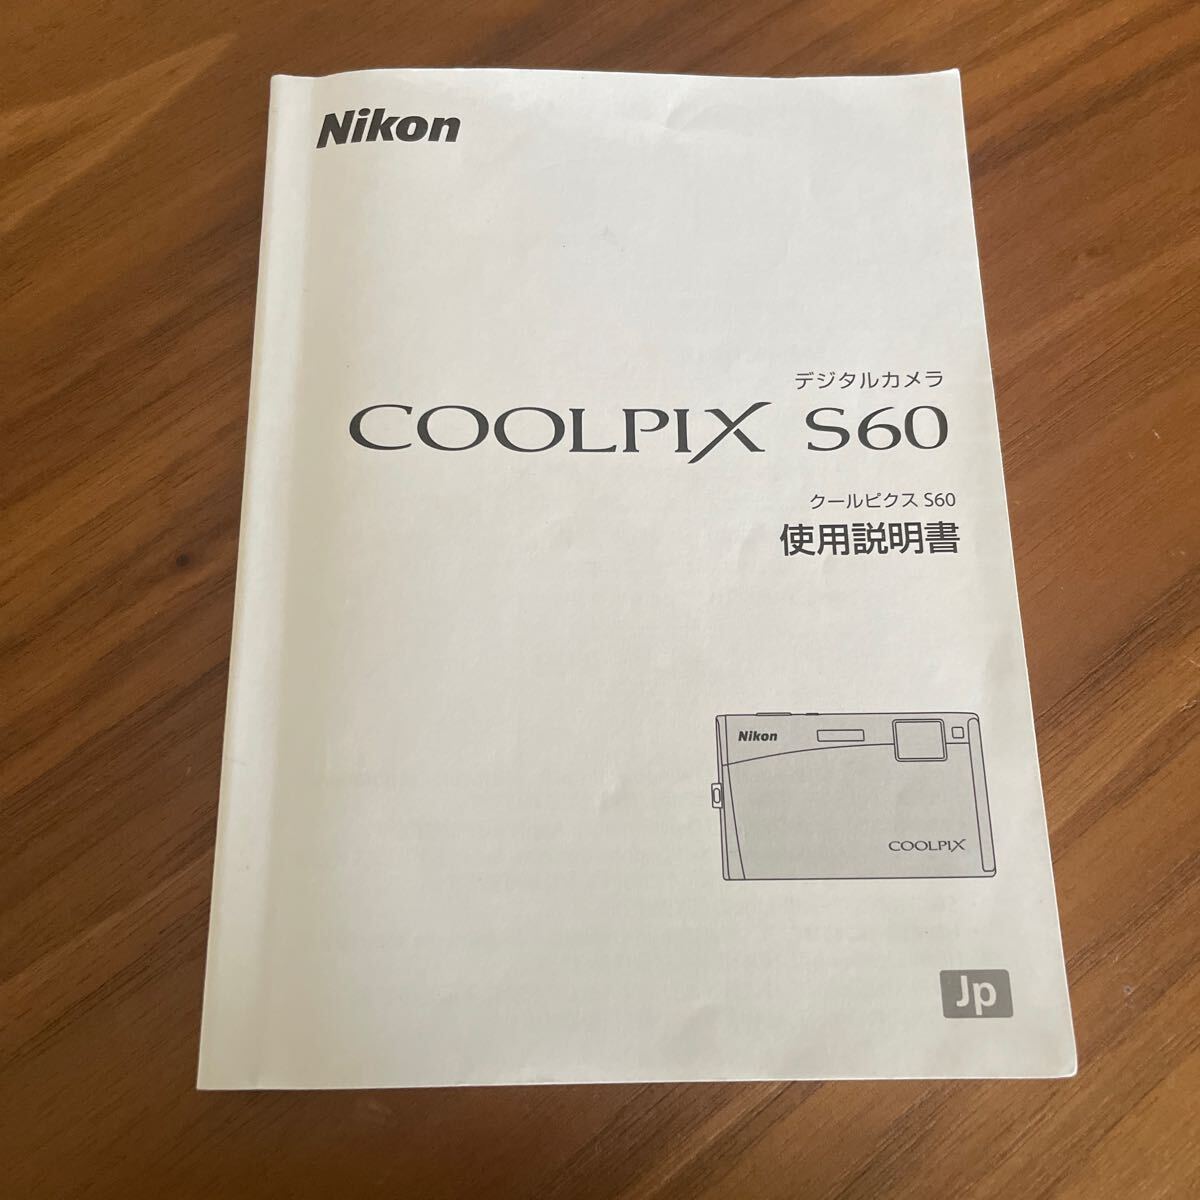 Nikon
デジタルカメラ
COOLPIX S60
クールピクス S60
使用説明書
Nikon
COOLPIX
Jp